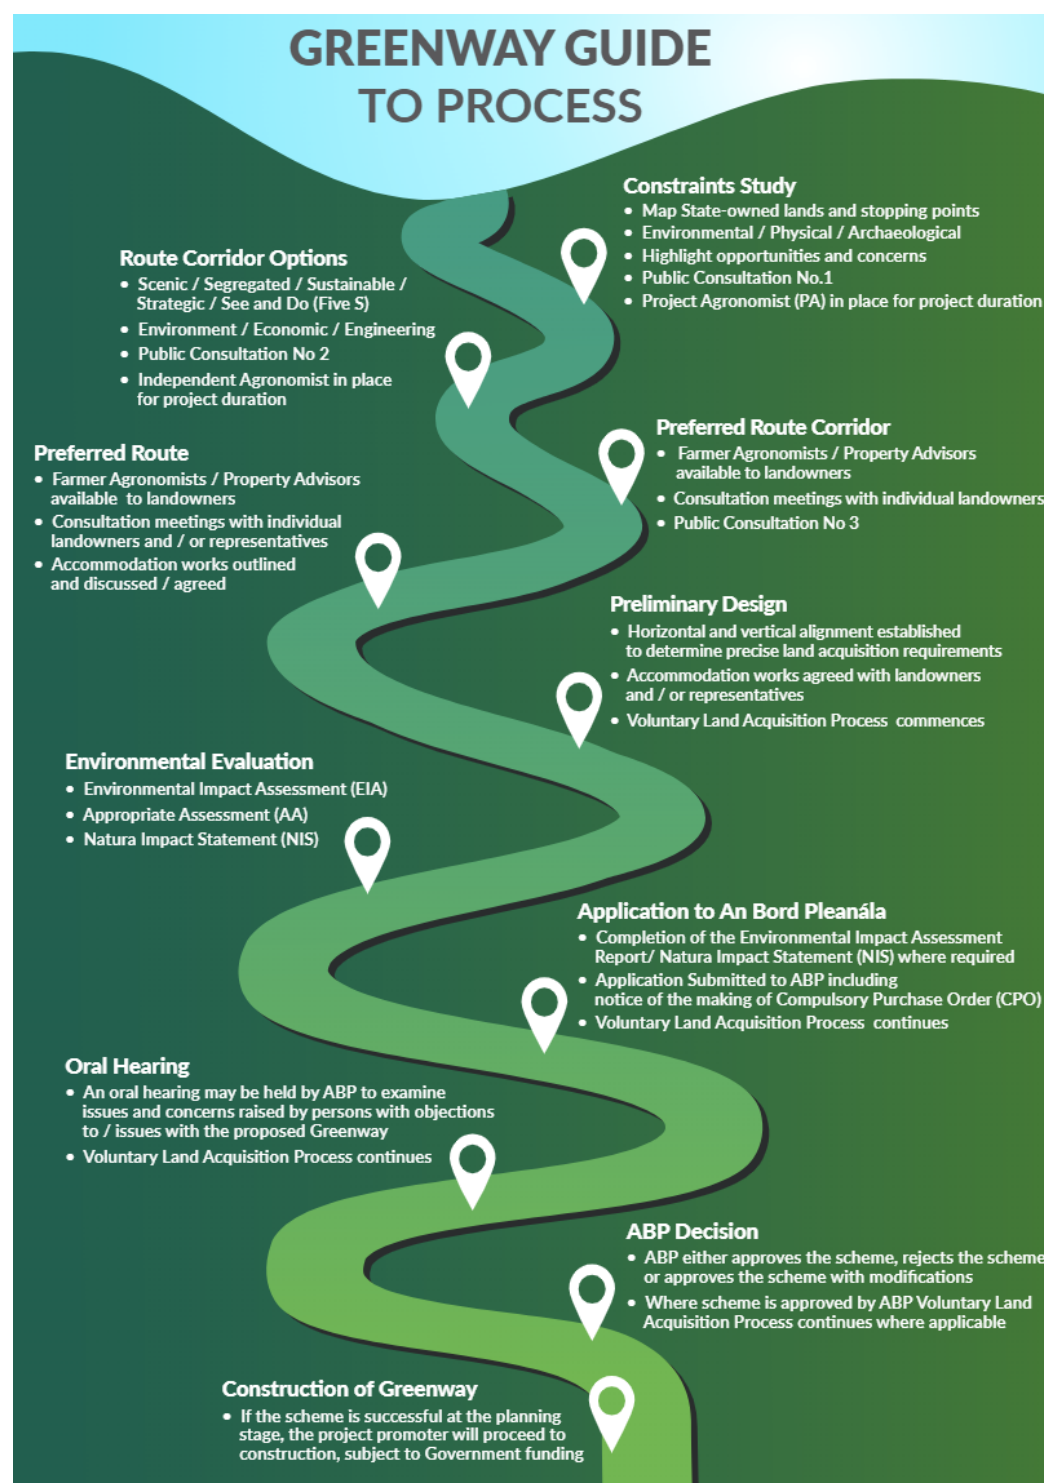 GREENWAY GUIDE
TO PROCESS
Constraints Study
• Map State-owned lands and stopping points
• Environmental / Physical / Archaeological
• Highlight opportunities and concerns
• Public Consultation No.1
• Project Agronomist (PA) in place for project duration
Route Corridor Options
• Scenic / Segregated / Sustainable /
Strategic / See and Do (Five S)
• Environment / Economic / Engineering
• Public Consultation No 2
• Independent Agronomist in place
for project duration
Preferred Route Corridor
• Farmer Agronomists / Property Advisors
available to landowners
• Consultation meetings with individual landowners
• Public Consultation No 3
Preferred Route
• Farmer Agronomists / Property Advisors
available to landowners
• Consultation meetings with individual
landowners and / or representatives
• Accommodation works outlined
and discussed / agreed
Preliminary Design
• Horizontal and vertical alignment established
to determine precise land acquisition requirements
• Accommodation works agreed with landowners
and / or representatives
• Voluntary Land Acquisition Process commences
Environmental Evaluation
• Environmental Impact Assessment (EIA)
• Appropriate Assessment (AA)
• Natura Impact Statement (NIS)
Application to An Bord Pleanála
• Completion of the Environmental Impact Assessment
Report/ Natura Impact Statement (NIS) where required
• Application Submitted to ABP including
notice of the making of Compulsory Purchase Order (CPO)
• Voluntary Land Acquisition Process continues
Oral Hearing
• An oral hearing may be held by ABP to examine
issues and concerns raised by persons with objections
to / issues with the proposed Greenway
• Voluntary Land Acquisition Process continues
ABP Decision
• ABP either approves the scheme, rejects the scheme
or approves the scheme with modifications
• Where scheme is approved by ABP Voluntary Land
Acquisition Process continues where applicable
Construction of Greenway
• If the scheme is successful at the planning
stage, the project promoter will proceed to
construction, subject to Government funding